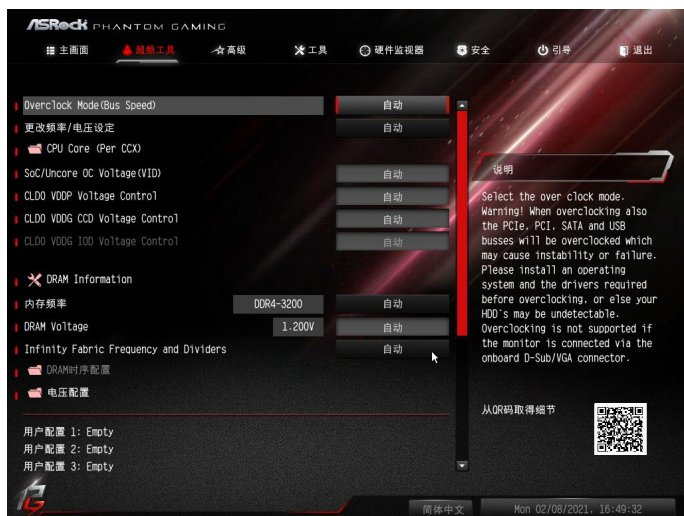 ASRock PHANTOM GAMING
主画面 超频工具 高级 工具 硬件监视器 安全 引导 退出
Overclock Mode(Bus Speed) 自动
更改频率/电压设定 自动
CPU Core (Per CCX)
SoC/Uncore OC Voltage(VID) 自动
CLDO VDDP Voltage Control 自动
CLDO VDDG CCD Voltage Control 自动
CLDO VDDG IOD Voltage Control 自动
DRAM Information
内存频率 DDR4-3200 自动
DRAM Voltage 1.200V 自动
Infinity Fabric Frequency and Dividers 自动
DRAM时序配置
电压配置
用户配置 1: Empty
用户配置 2: Empty
用户配置 3: Empty
说明
Select the over clock mode.
Warning! When overclocking also
the PCIe, PCI, SATA and USB
busses will be overclocked which
may cause instability or failure.
Please install an operating
system and the drivers required
before overclocking, or else your
HDD`s may be undetectable.
Overclocking is not supported if
the monitor is connected via the
onboard D-Sub/VGA connector.
从QR码取得细节
简体中文 Mon 02/08/2021, 16:49:32